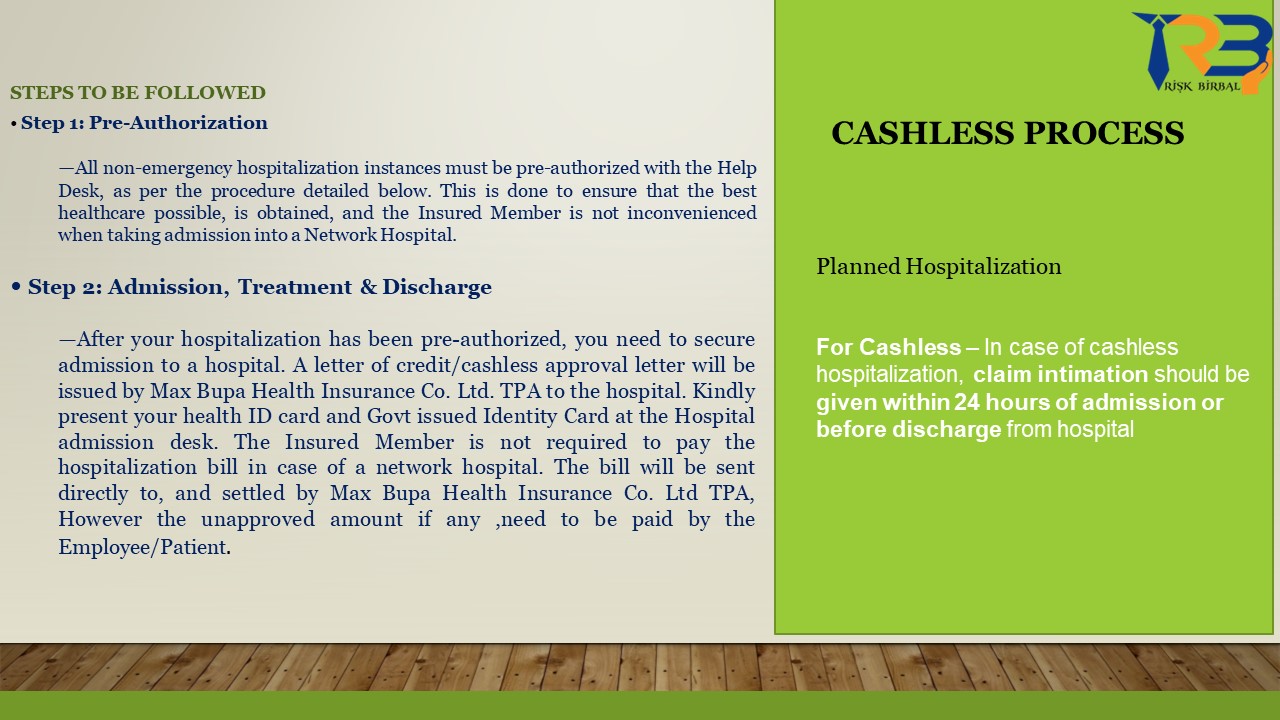 STEPS TO BE FOLLOWED
• Step 1: Pre-Authorization
—All non-emergency hospitalization instances must be pre-authorized with the Help
Desk, as per the procedure detailed below. This is done to ensure that the best
healthcare possible, is obtained, and the Insured Member is not inconvenienced
when taking admission into a Network Hospital.
• Step 2: Admission, Treatment & Discharge
—After your hospitalization has been pre-authorized, you need to secure
admission to a hospital. A letter of credit/cashless approval letter will be
issued by Max Bupa Health Insurance Co. Ltd. TPA to the hospital. Kindly
present your health ID card and Govt issued Identity Card at the Hospital
admission desk. The Insured Member is not required to pay the
hospitalization bill in case of a network hospital. The bill will be sent
directly to, and settled by Max Bupa Health Insurance Co. Ltd TPA,
However the unapproved amount if any ,need to be paid by the
Employee/Patient.
RB
RİŞK BİRBAL
CASHLESS PROCESS
Planned Hospitalization
For Cashless – In case of cashless
hospitalization, claim intimation should be
given within 24 hours of admission or
before discharge from hospital